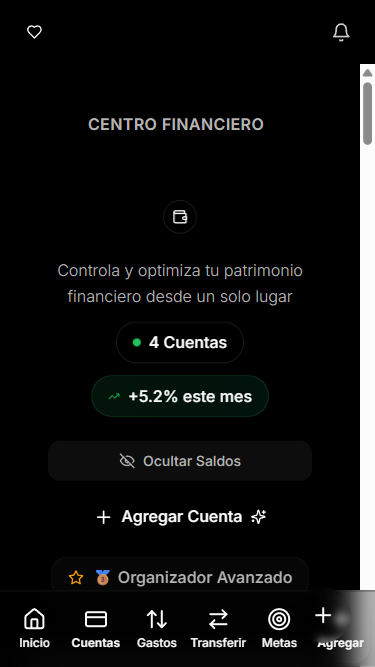 CENTRO FINANCIERO
Controla y optimiza tu patrimonio
financiero desde un solo lugar
4 Cuentas
+5.2% este mes
Ocultar Saldos
Agregar Cuenta
Organizador Avanzado
Inicio
Cuentas
Gastos
Transferir
Metas
Agregar